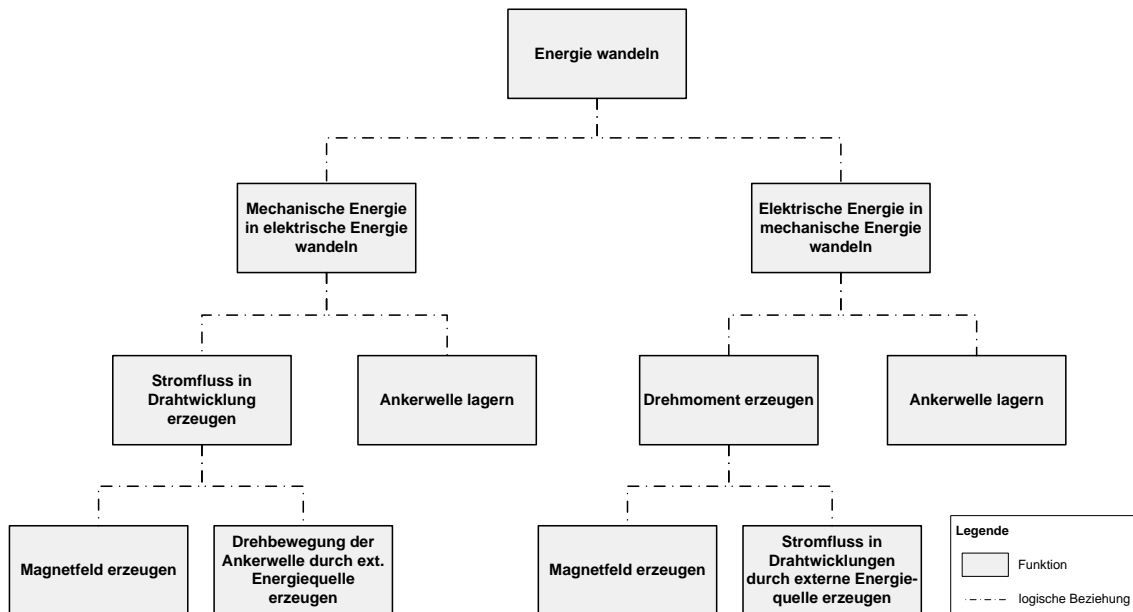 Energie wandeln
Mechanische Energie
in elektrische Energie
wandeln
Elektrische Energie in
mechanische Energie
wandeln
Stromfluss in
Drahtwicklung
erzeugen
Ankerwelle lagern
Drehmoment erzeugen
Ankerwelle lagern
Magnetfeld erzeugen
Drehbewegung der
Ankerwelle durch ext.
Energiequelle
erzeugen
Magnetfeld erzeugen
Stromfluss in
Drahtwicklungen
durch externe Energie-
quelle erzeugen
Legende
Funktion
logische Beziehung